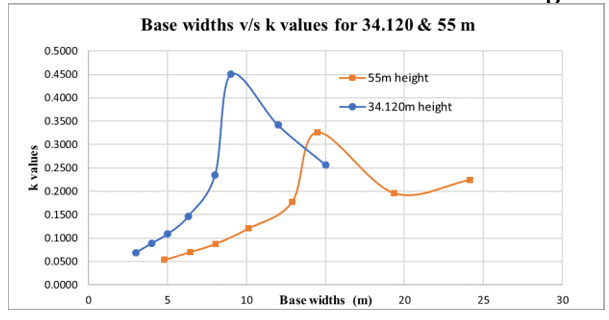 Base widths v/s k values for 34.120 & 55 m
0.5000
0.4500
0.4000
0.3500
0.3000
0.2500
0.2000
0.1500
0.1000
0.0500
0.0000
k values
55m height
34.120m height
0 5 10 15 20 25 30
Base widths (m)